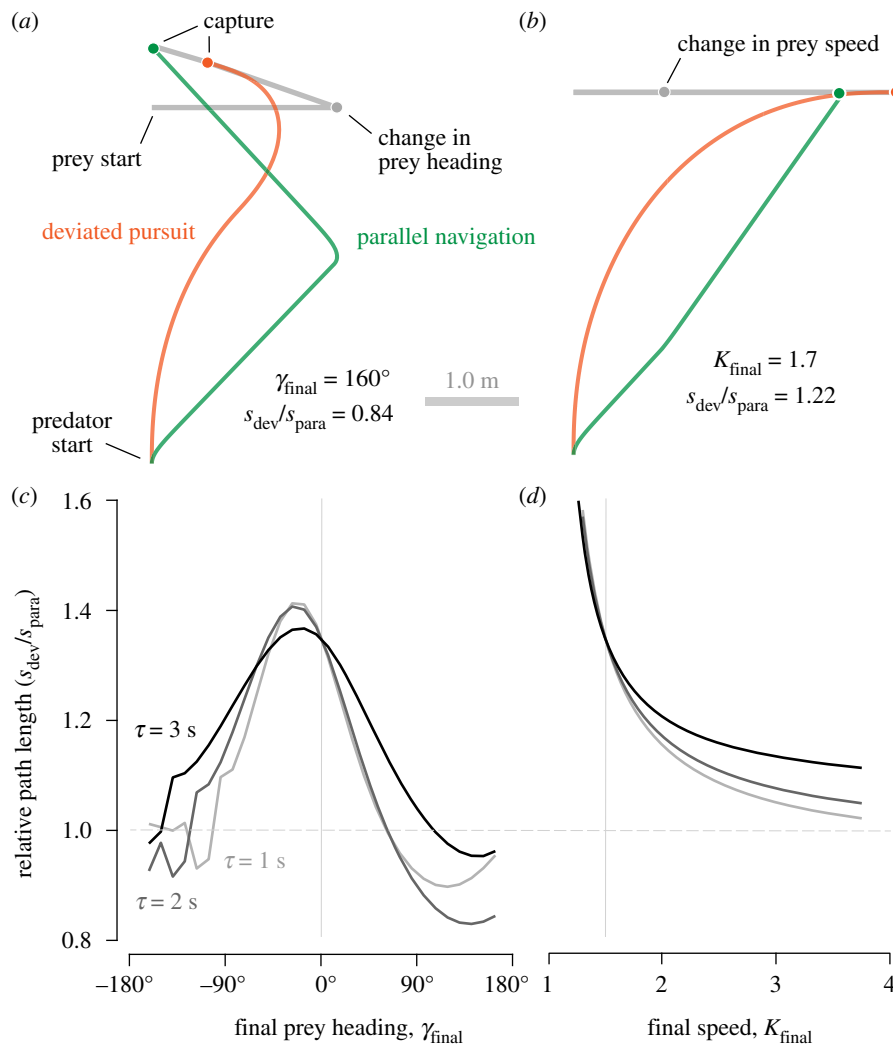 (a)
capture
prey start
change in
prey heading
deviated pursuit
parallel navigation
γfinal = 160°
sdev/spara = 0.84
1.0 m
predator
start
(b)
change in prey speed
Kfinal = 1.7
sdev/spara = 1.22
(c)
relative path length (sdev/spara)
1.6
1.4
1.2
1.0
0.8
τ = 3 s
τ = 1 s
τ = 2 s
–180° –90° 0° 90° 180°
final prey heading, γfinal
(d)
1 2 3 4
final speed, Kfinal